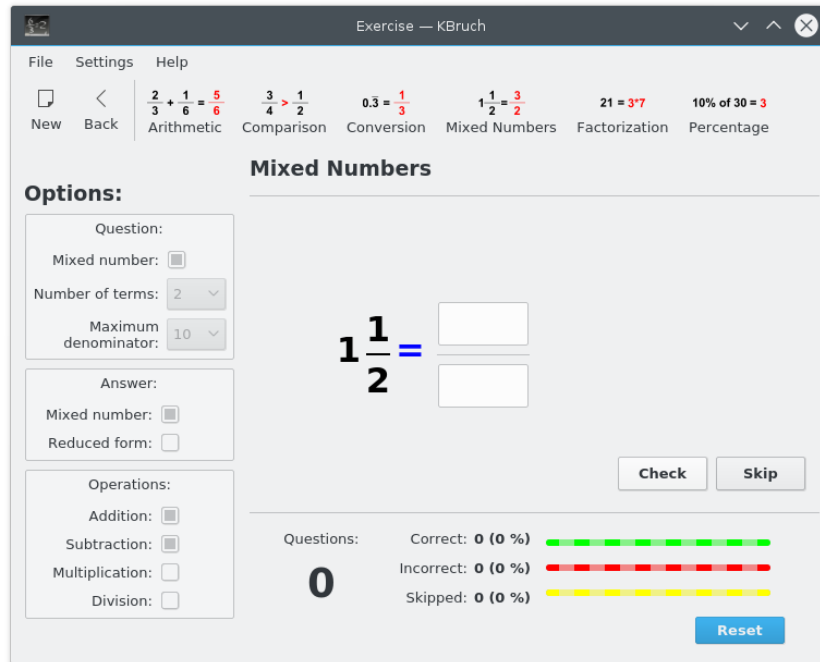 Exercise — KBruch
File Settings Help
New
Back
2/3 + 1/6 = 5/6
Arithmetic
3/4 > 1/2
Comparison
0.3̅ = 1/3
Conversion
1 1/2 = 3/2
Mixed Numbers
21 = 3*7
Factorization
10% of 30 = 3
Percentage
Options:
Question:
Mixed number:
Number of terms: 2
Maximum
denominator: 10
Answer:
Mixed number:
Reduced form:
Operations:
Addition:
Subtraction:
Multiplication:
Division:
Mixed Numbers
1 1/2 =
Check Skip
Questions:
0
Correct: 0 (0 %)
Incorrect: 0 (0 %)
Skipped: 0 (0 %)
Reset